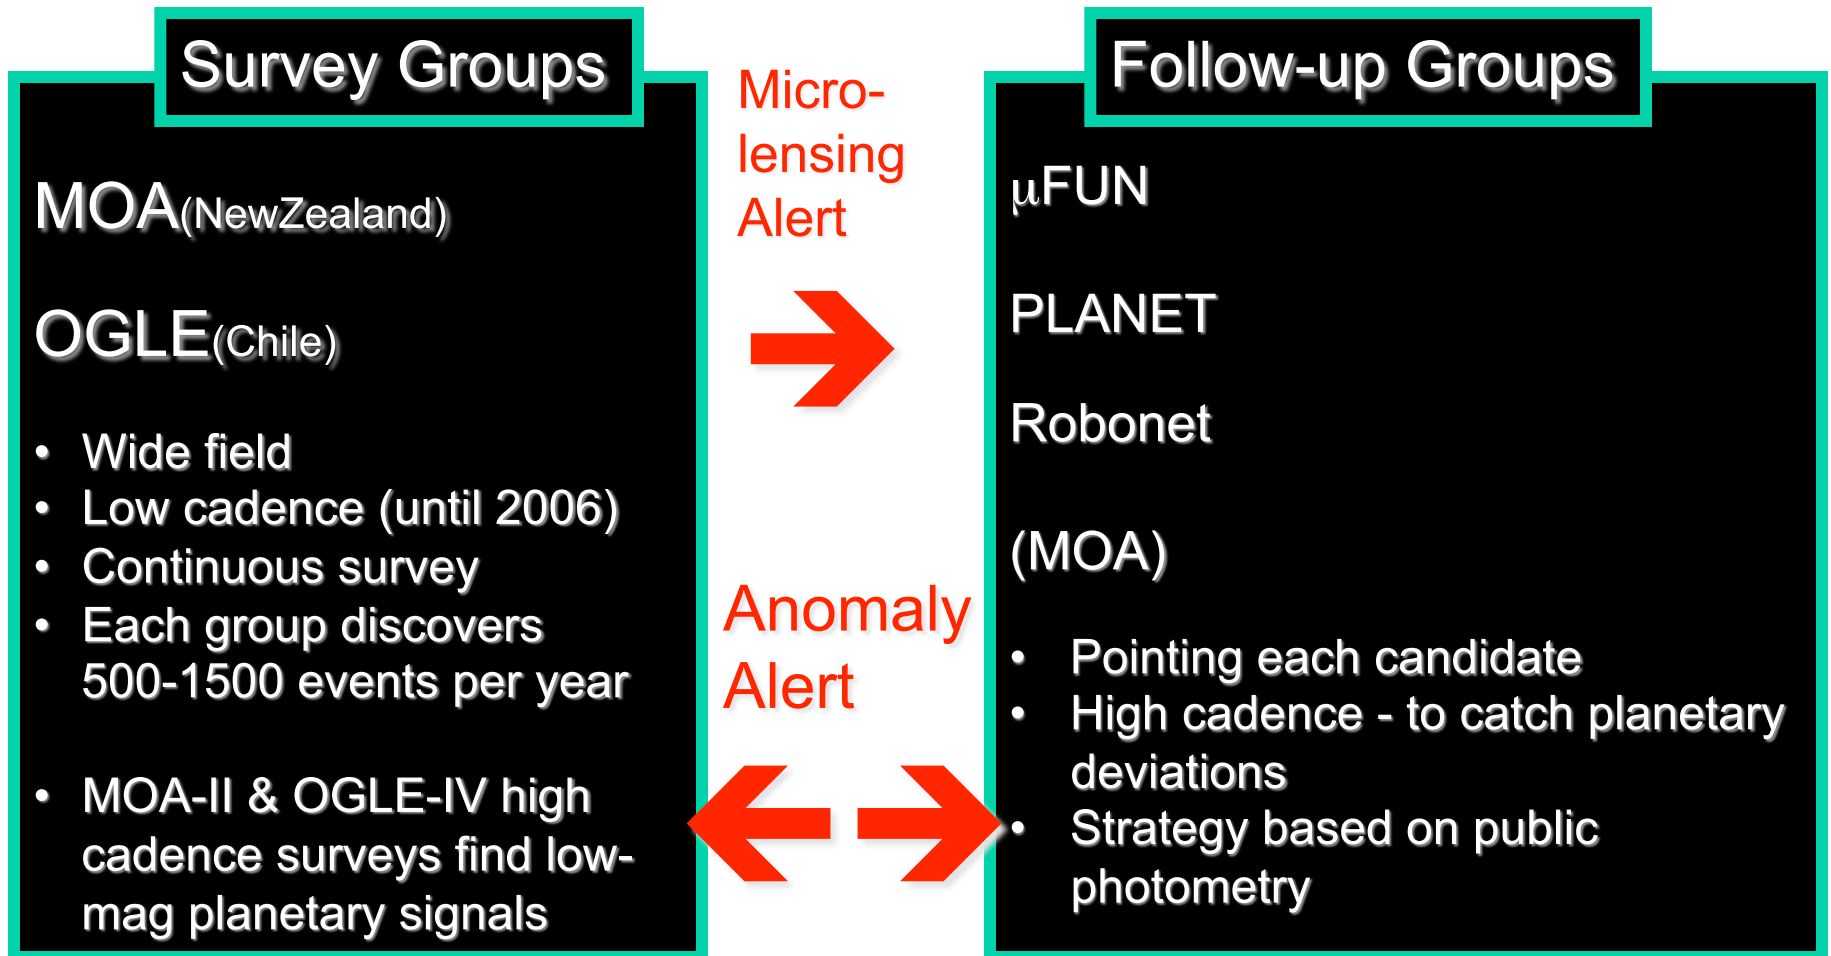 Survey Groups
MOA(NewZealand)
OGLE(Chile)
• Wide field
• Low cadence (until 2006)
• Continuous survey
• Each group discovers
500-1500 events per year
• MOA-II & OGLE-IV high
cadence surveys find low-
mag planetary signals
Micro-
lensing
Alert
Anomaly
Alert
Follow-up Groups
μFUN
PLANET
Robonet
(MOA)
• Pointing each candidate
• High cadence - to catch planetary
deviations
• Strategy based on public
photometry